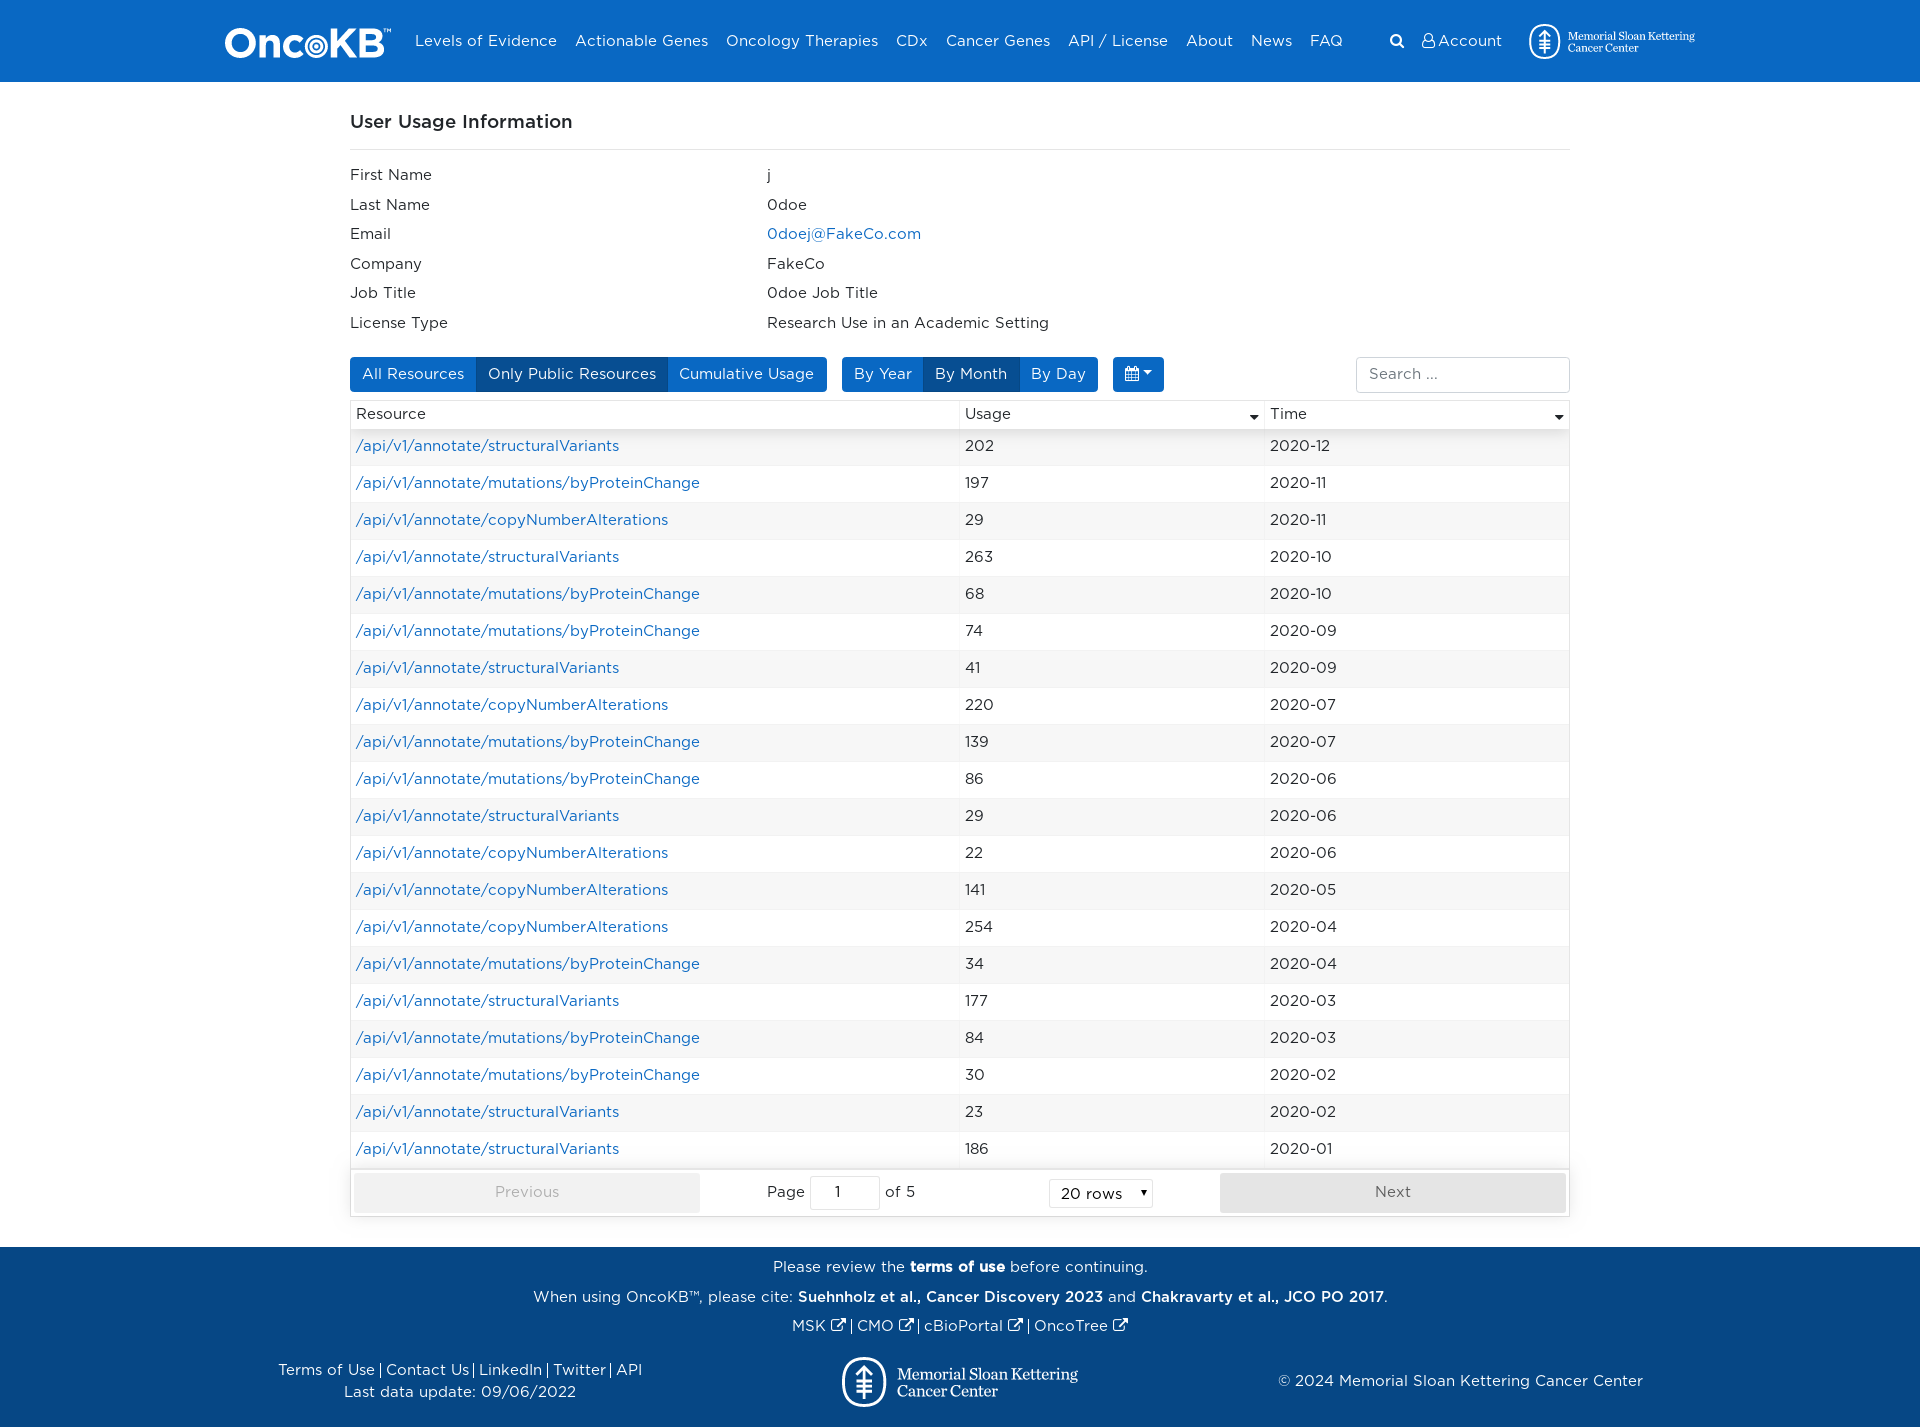 OncoKB™ Levels of Evidence Actionable Genes Oncology Therapies CDx Cancer Genes API / License About News FAQ Account Memorial Sloan Kettering
Cancer Center
User Usage Information
First Name j
Last Name 0doe
Email 0doej@FakeCo.com
Company FakeCo
Job Title 0doe Job Title
License Type Research Use in an Academic Setting
All Resources Only Public Resources Cumulative Usage By Year By Month By Day Search ...
Resource Usage Time
/api/v1/annotate/structuralVariants 202 2020-12
/api/v1/annotate/mutations/byProteinChange 197 2020-11
/api/v1/annotate/copyNumberAlterations 29 2020-11
/api/v1/annotate/structuralVariants 263 2020-10
/api/v1/annotate/mutations/byProteinChange 68 2020-10
/api/v1/annotate/mutations/byProteinChange 74 2020-09
/api/v1/annotate/structuralVariants 41 2020-09
/api/v1/annotate/copyNumberAlterations 220 2020-07
/api/v1/annotate/mutations/byProteinChange 139 2020-07
/api/v1/annotate/mutations/byProteinChange 86 2020-06
/api/v1/annotate/structuralVariants 29 2020-06
/api/v1/annotate/copyNumberAlterations 22 2020-06
/api/v1/annotate/copyNumberAlterations 141 2020-05
/api/v1/annotate/copyNumberAlterations 254 2020-04
/api/v1/annotate/mutations/byProteinChange 34 2020-04
/api/v1/annotate/structuralVariants 177 2020-03
/api/v1/annotate/mutations/byProteinChange 84 2020-03
/api/v1/annotate/mutations/byProteinChange 30 2020-02
/api/v1/annotate/structuralVariants 23 2020-02
/api/v1/annotate/structuralVariants 186 2020-01
Previous Page 1 of 5 20 rows Next
Please review the terms of use before continuing.
When using OncoKB™, please cite: Suehnholz et al., Cancer Discovery 2023 and Chakravarty et al., JCO PO 2017.
MSK | CMO | cBioPortal | OncoTree
Terms of Use | Contact Us | LinkedIn | Twitter | API
Last data update: 09/06/2022
Memorial Sloan Kettering
Cancer Center
© 2024 Memorial Sloan Kettering Cancer Center